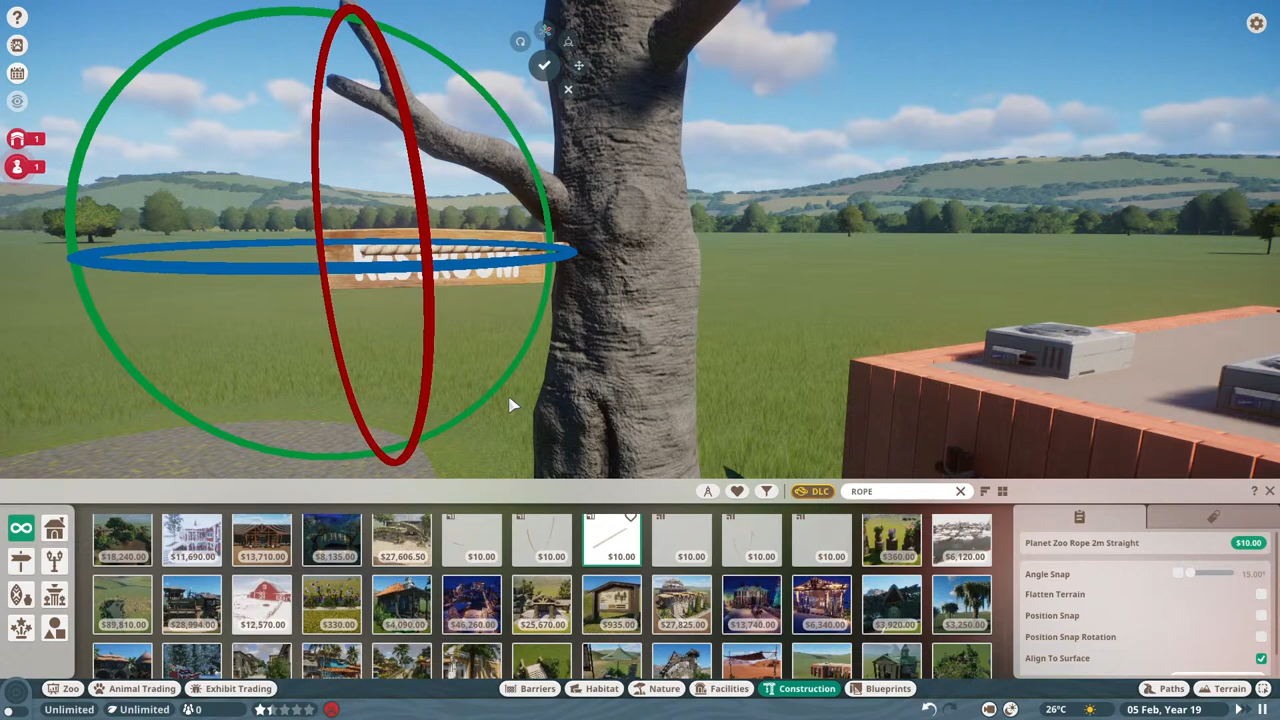 1
1
RESTROOM
DLC
ROPE
?
$18,240.00
$11,690.00
$13,710.00
$8,135.00
$27,606.50
$10.00
$10.00
$10.00
$10.00
$10.00
$10.00
$360.00
$6,120.00
$89,810.00
$28,994.00
$12,570.00
$330.00
$4,090.00
$46,260.00
$25,670.00
$935.00
$27,825.00
$13,740.00
$6,340.00
$3,920.00
$3,250.00
Planet Zoo Rope 2m Straight $10.00
Angle Snap 15.00°
Flatten Terrain
Position Snap
Position Snap Rotation
Align To Surface
Zoo
Animal Trading
Exhibit Trading
Barriers
Habitat
Nature
Facilities
Construction
Blueprints
Paths
Terrain
Unlimited
Unlimited
0
26°C
05 Feb, Year 19